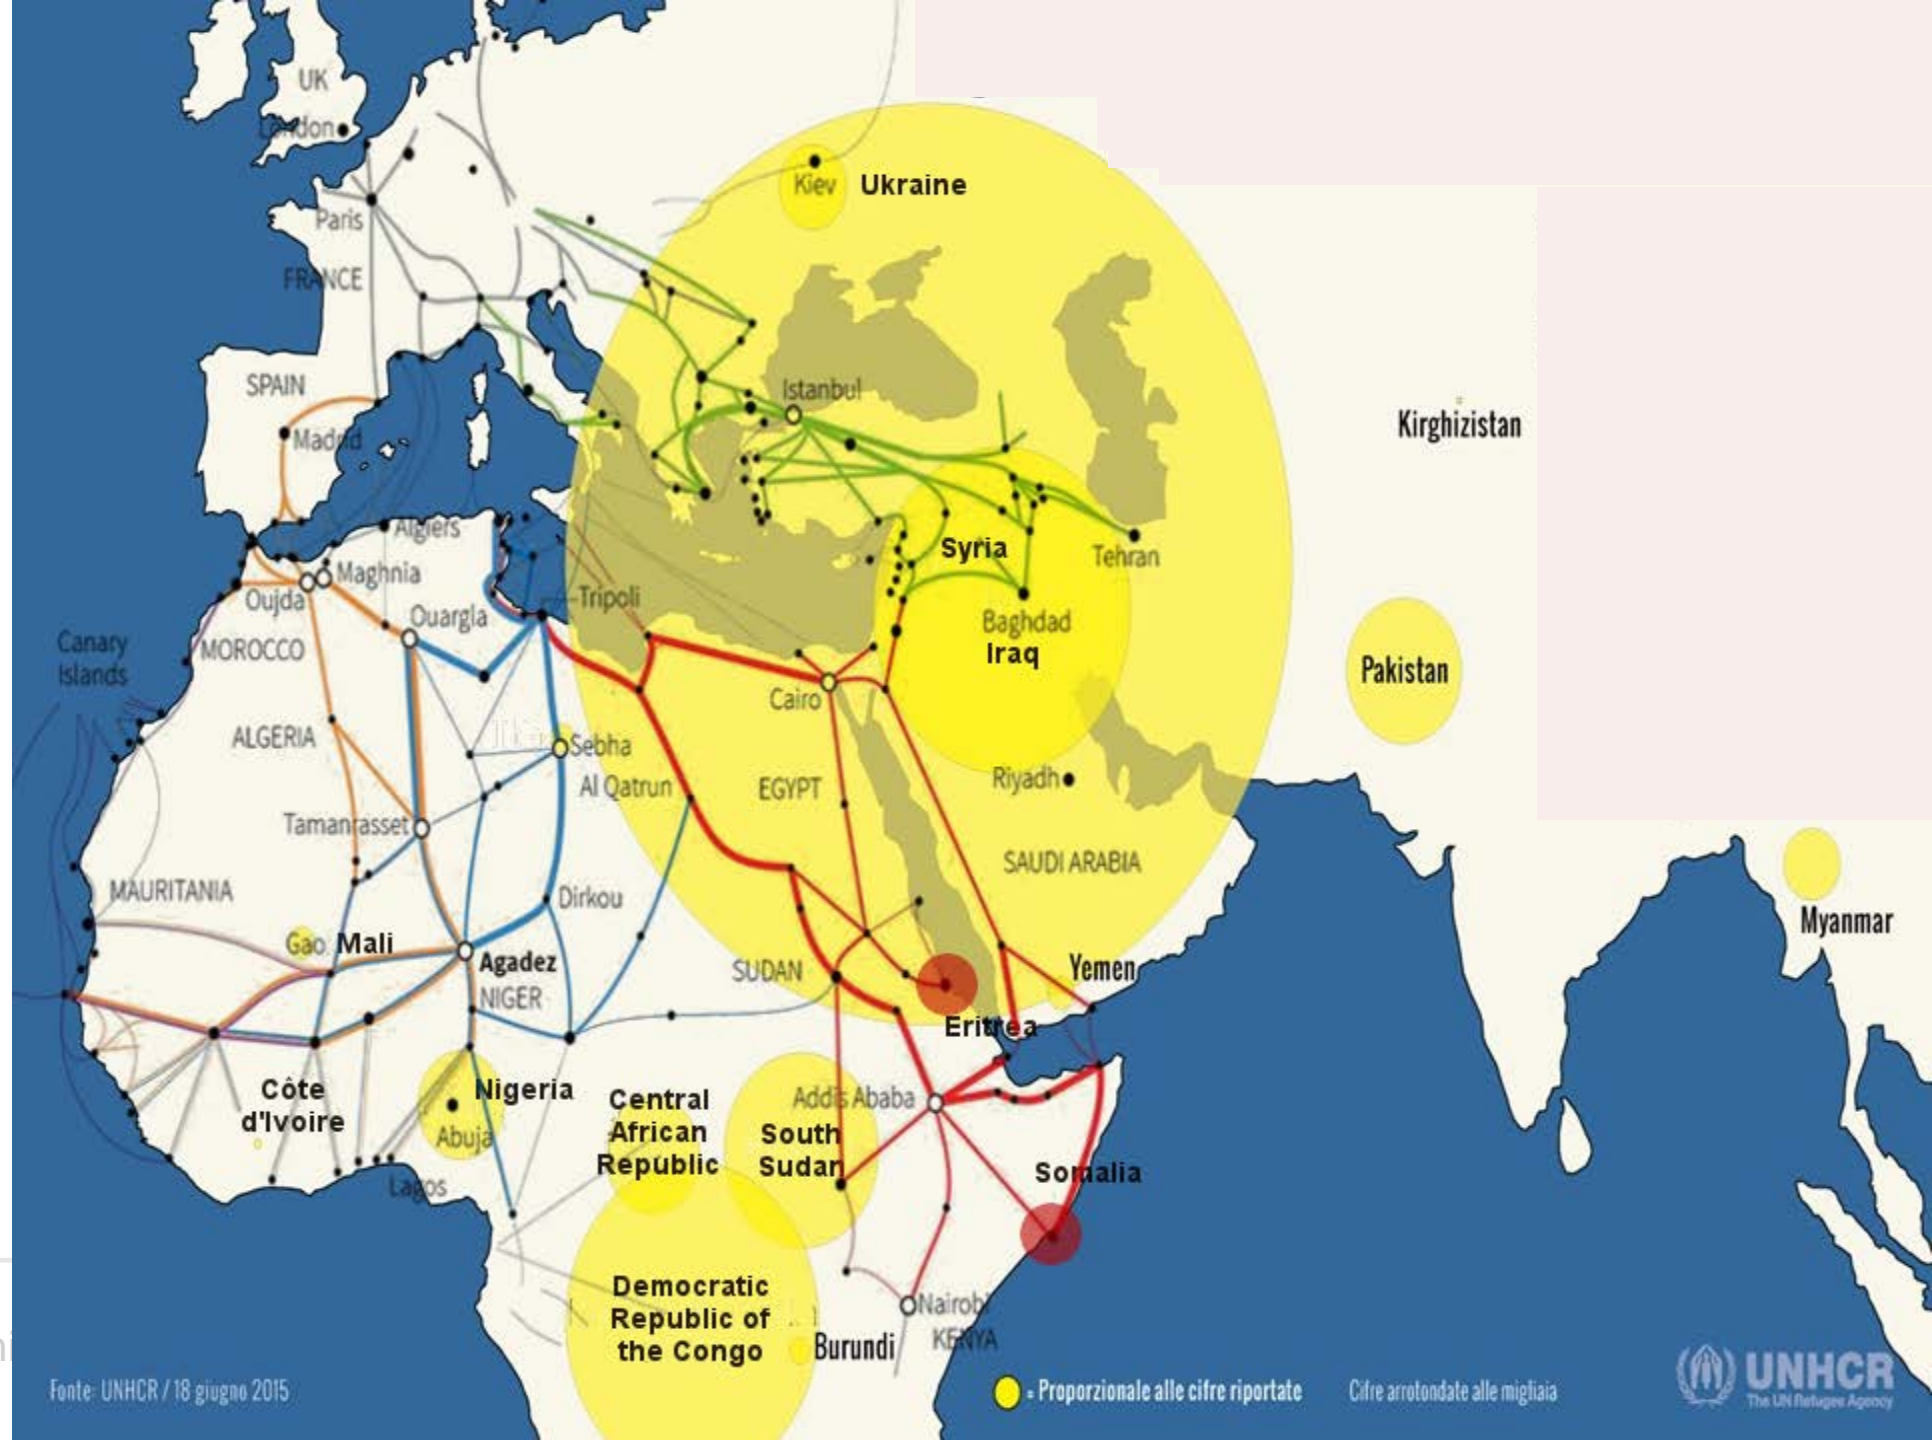 UK
London
Kiev
Ukraine
Paris
FRANCE
SPAIN
Istanbul
Madrid
Kirghizistan
Algiers
Syria
Tehran
Maghnia
Oujda
Tripoli
Ouargla
Baghdad
Iraq
Canary
Islands
MOROCCO
Pakistan
Cairo
ALGERIA
Sebha
Al Qatrun
EGYPT
Riyadh
Tamanrasset
SAUDI ARABIA
MAURITANIA
Dirkou
Myanmar
Gao
Mali
Agadez
NIGER
SUDAN
Yemen
Eritrea
Côte
d'Ivoire
Nigeria
Abuja
Central
African
Republic
Addis Ababa
South
Sudan
Somalia
Lagos
Democratic
Republic of
the Congo
Burundi
Nairobi
KENYA
Fonte: UNHCR / 18 giugno 2015
= Proporzionale alle cifre riportate
Cifre arrotondate alle migliaia
UNHCR
The UN Refugee Agency